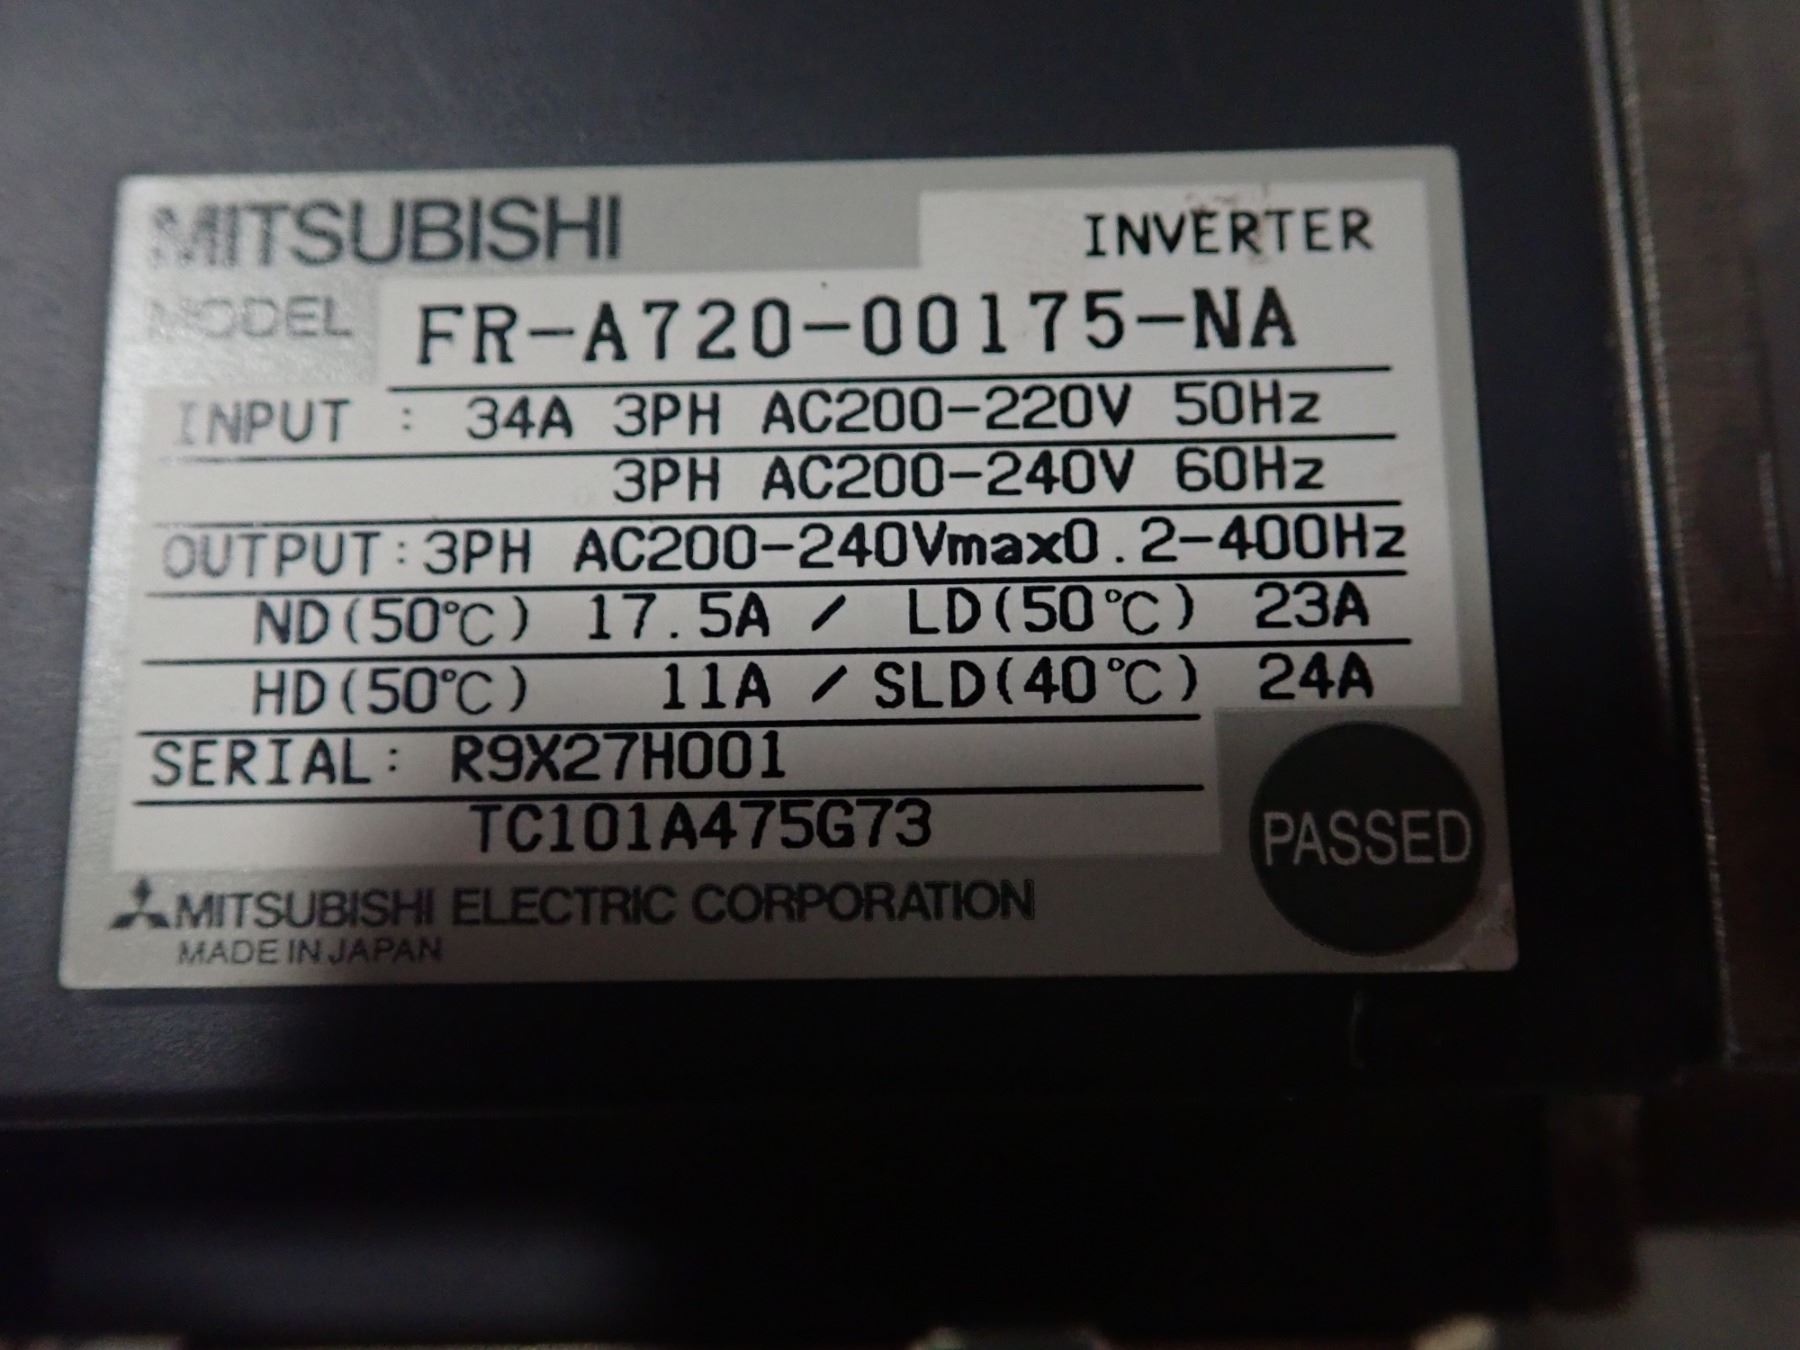 MITSUBISHI INVERTER
MODEL FR-A720-00175-NA
INPUT : 34A 3PH AC200-220V 50Hz
3PH AC200-240V 60Hz
OUTPUT:3PH AC200-240Vmax0.2-400Hz
ND(50℃) 17.5A / LD(50℃) 23A
HD(50℃) 11A / SLD(40℃) 24A
SERIAL: R9X27H001
TC101A475G73
PASSED
MITSUBISHI ELECTRIC CORPORATION
MADE IN JAPAN